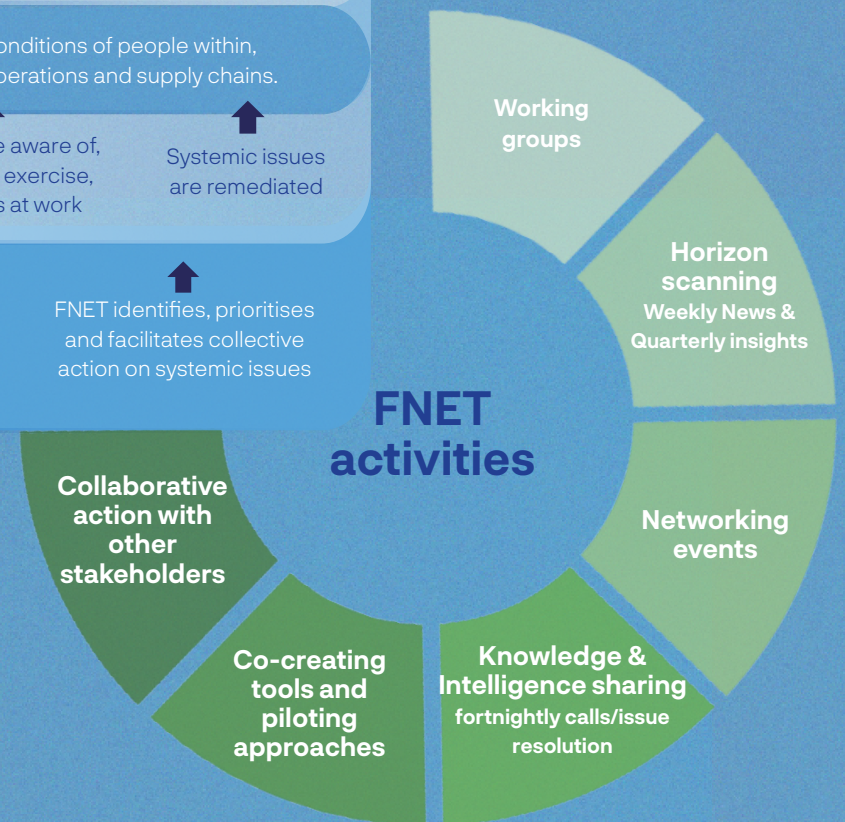 onditions of people within,
perations and supply chains.
e aware of,
exercise,
s at work
Systemic issues
are remediated
FNET identifies, prioritises
and facilitates collective
action on systemic issues
FNET
activities
Working
groups
Horizon
scanning
Weekly News &
Quarterly insights
Networking
events
Knowledge &
Intelligence sharing
fortnightly calls/issue
resolution
Co-creating
tools and
piloting
approaches
Collaborative
action with
other
stakeholders